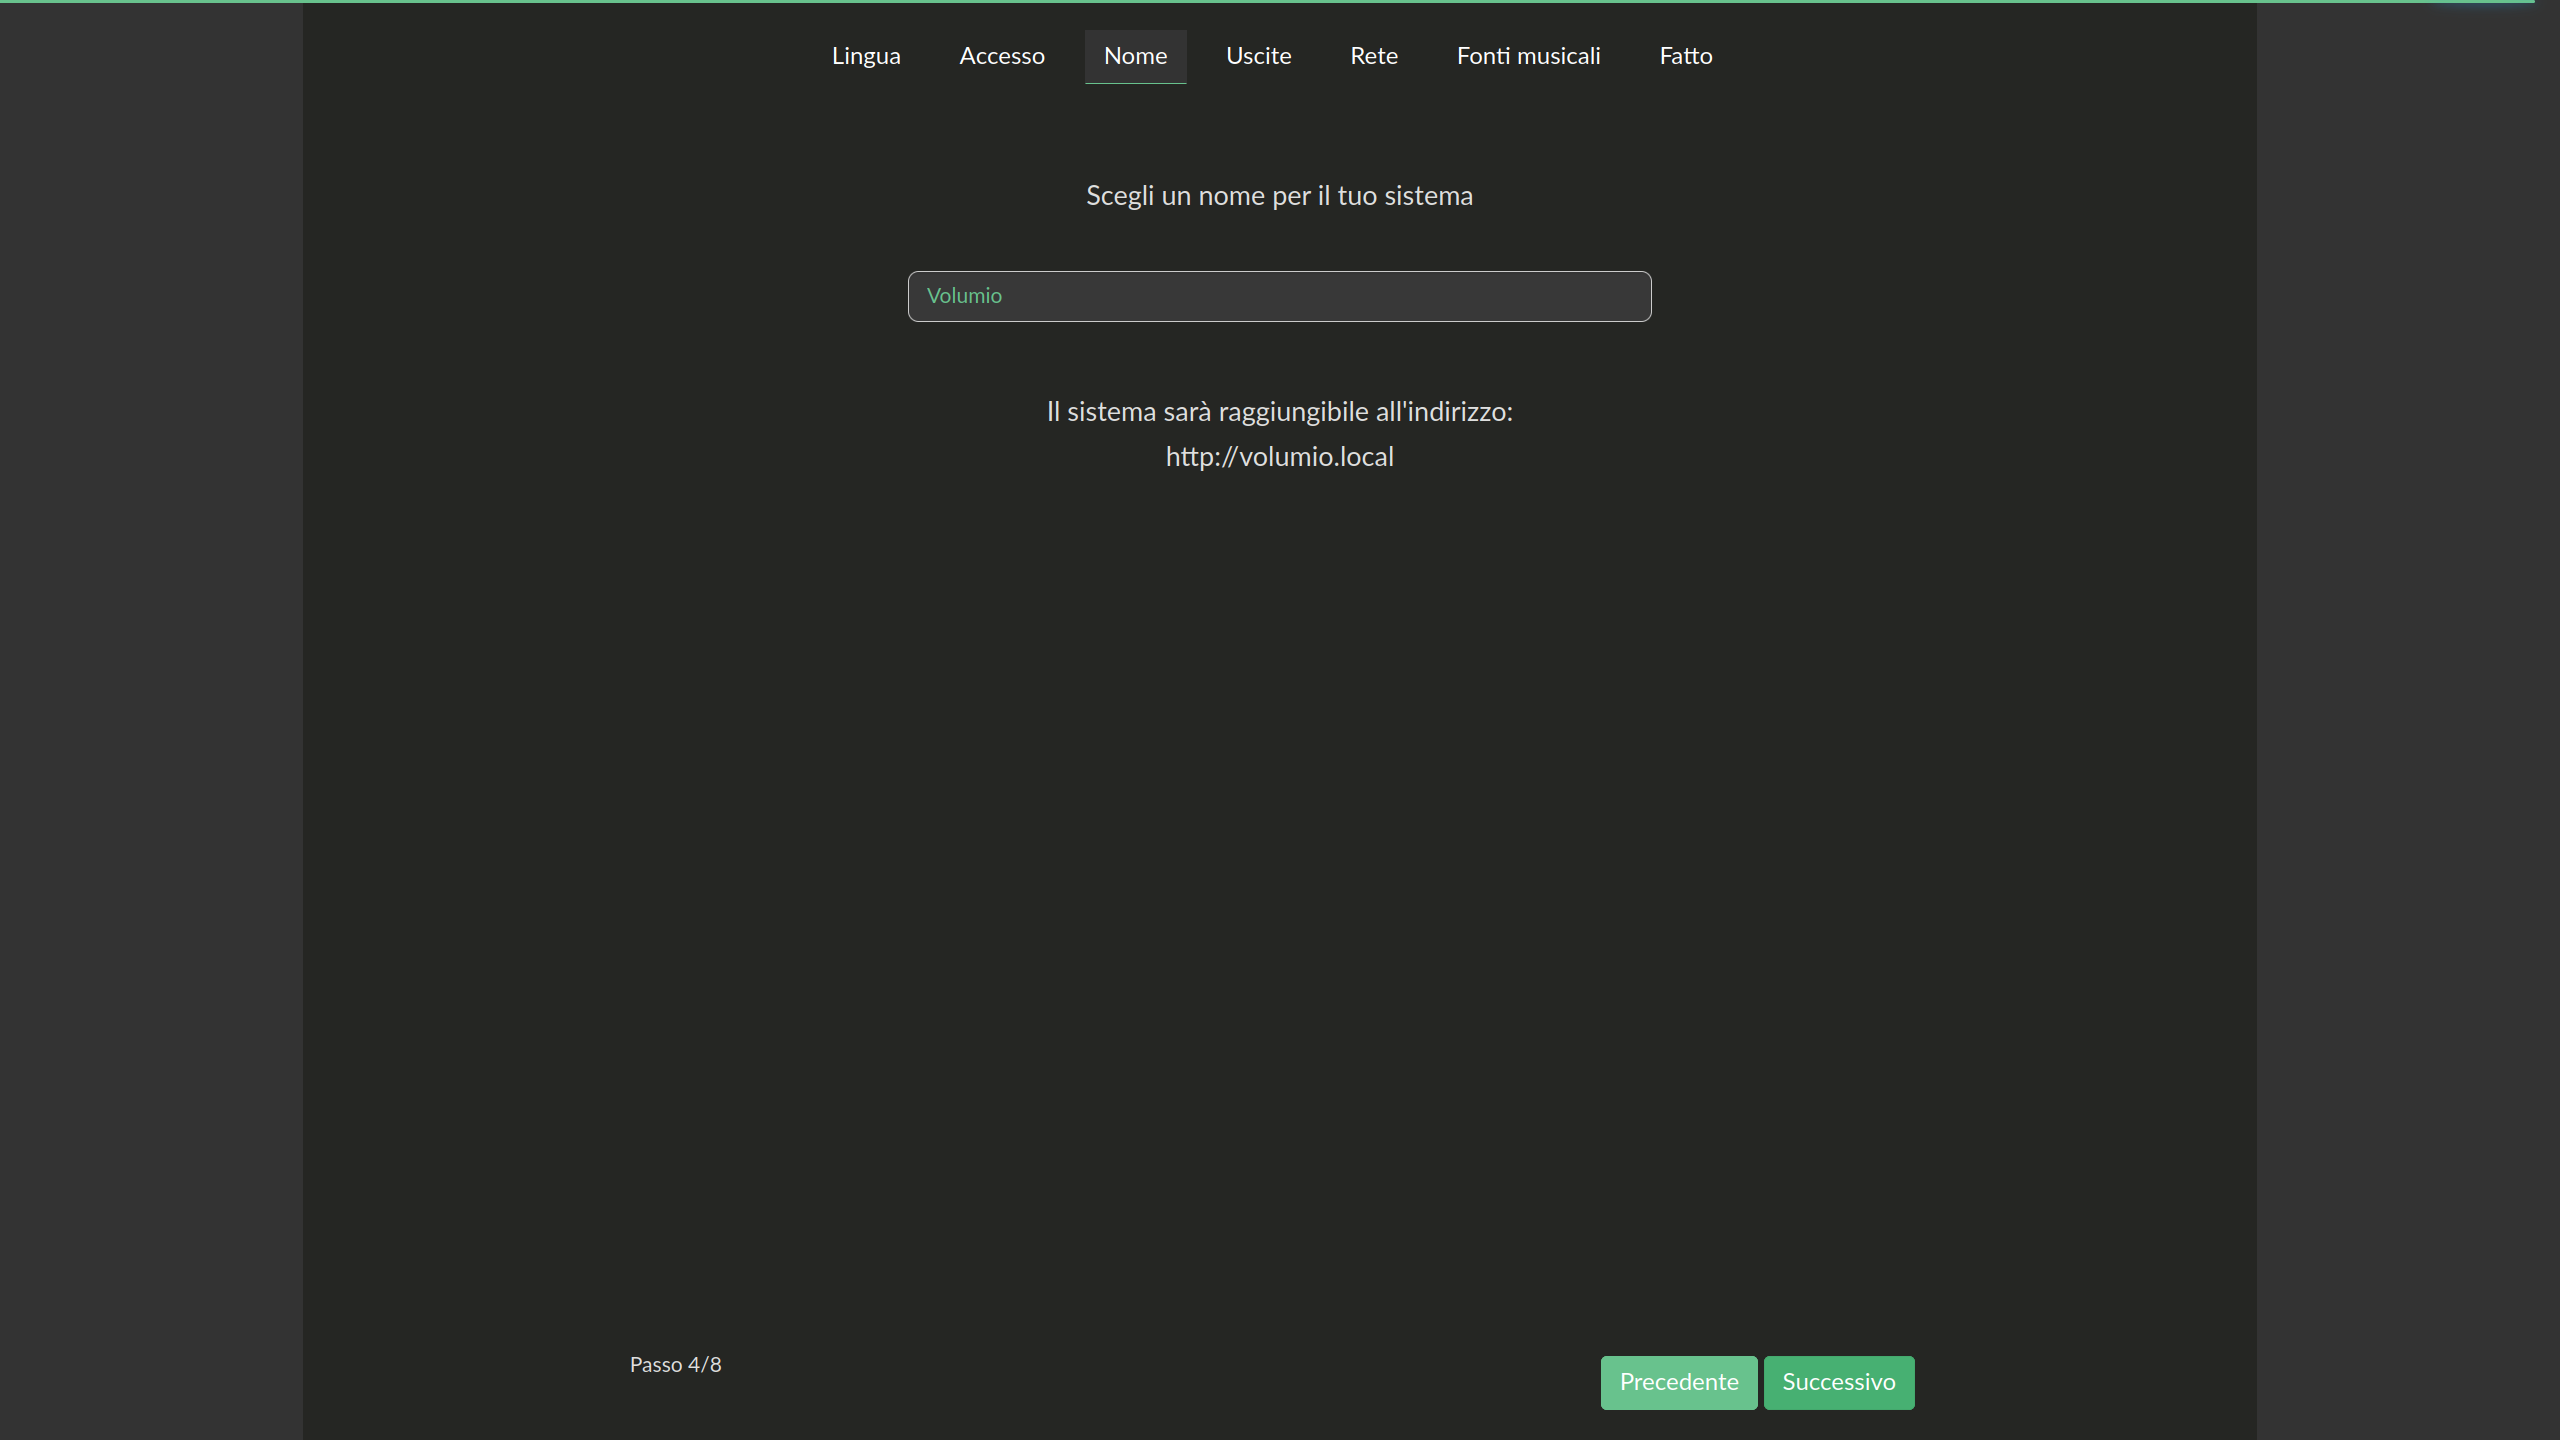 Lingua Accesso Nome Uscite Rete Fonti musicali Fatto
Scegli un nome per il tuo sistema
Volumio
Il sistema sarà raggiungibile all'indirizzo:
http://volumio.local
Passo 4/8
Precedente Successivo